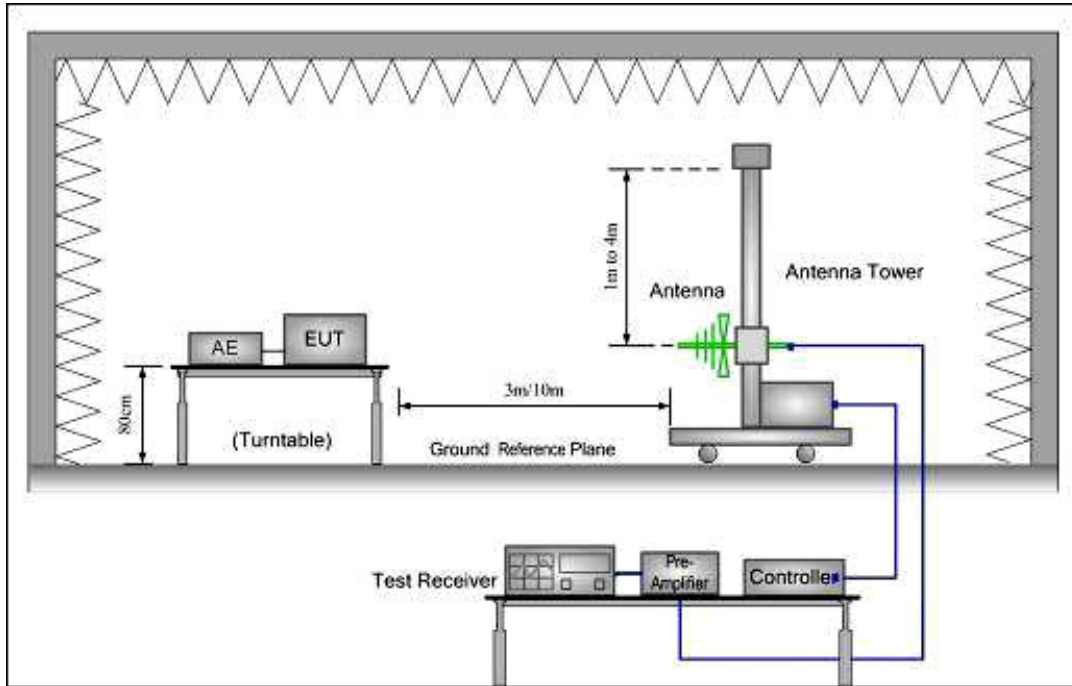 1m to 4m
Antenna Tower
Antenna
AE
EUT
3m/10m
80cm
(Turntable)
Ground Reference Plane
Test Receiver
Pre-
Amplifier
Controller